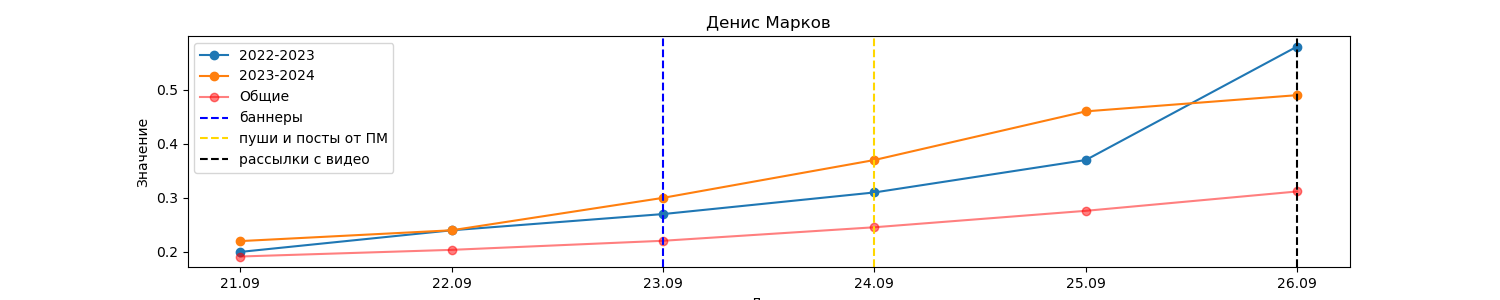 Денис Марков
2022-2023
2023-2024
Общие
баннеры
пуши и посты от ПМ
рассылки с видео
Значение
0.5
0.4
0.3
0.2
21.09
22.09
23.09
24.09
25.09
26.09